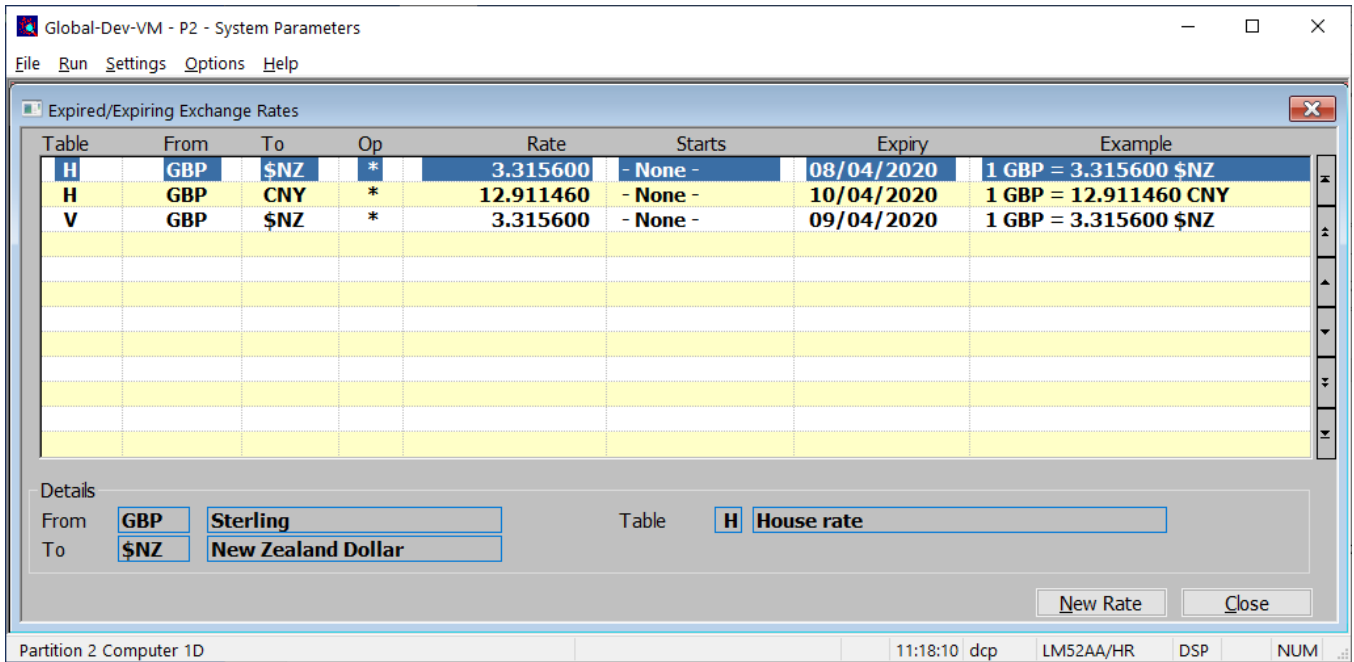 Global-Dev-VM - P2 - System Parameters
File Run Settings Options Help
Expired/Expiring Exchange Rates
Table From To Op Rate Starts Expiry Example
H GBP $NZ * 3.315600 - None - 08/04/2020 1 GBP = 3.315600 $NZ
H GBP CNY * 12.911460 - None - 10/04/2020 1 GBP = 12.911460 CNY
V GBP $NZ * 3.315600 - None - 09/04/2020 1 GBP = 3.315600 $NZ
Details
From GBP Sterling Table H House rate
To $NZ New Zealand Dollar
New Rate Close
Partition 2 Computer 1D 11:18:10 dcp LM52AA/HR DSP NUM